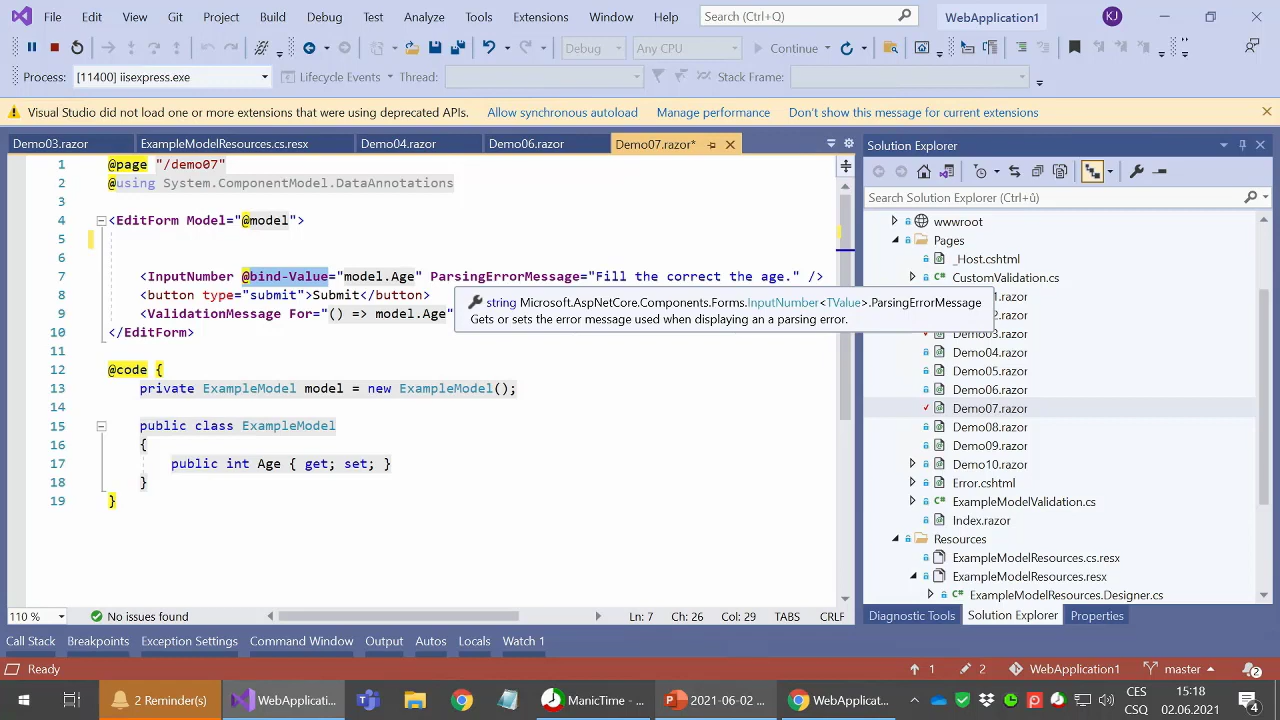 File Edit View Git Project Build Debug Test Analyze Tools Extensions Window Help Search (Ctrl+Q) WebApplication1 KJ
Debug Any CPU Continue
Process: [11400] iisexpress.exe Lifecycle Events Thread: Stack Frame:
Visual Studio did not load one or more extensions that were using deprecated APIs. Allow synchronous autoload Manage performance Don't show this message for current extensions
Demo03.razor ExampleModelResources.cs.resx Demo04.razor Demo06.razor Demo07.razor*
1 @page "/demo07"
2 @using System.ComponentModel.DataAnnotations
3
4 <EditForm Model="@model">
5
6
7 <InputNumber @bind-Value="model.Age" ParsingErrorMessage="Fill the correct the age." />
8 <button type="submit">Submit</button>
9 <ValidationMessage For="() => model.Age"
10 </EditForm>
11
12 @code {
13 private ExampleModel model = new ExampleModel();
14
15 public class ExampleModel
16 {
17 public int Age { get; set; }
18 }
19 }
string Microsoft.AspNetCore.Components.Forms.InputNumber<TValue>.ParsingErrorMessage
Gets or sets the error message used when displaying an a parsing error.
110 % No issues found Ln: 7 Ch: 26 Col: 29 TABS CRLF
Solution Explorer
Search Solution Explorer (Ctrl+ů)
wwwroot
Pages
_Host.cshtml
CustomValidation.cs
1.razor
2.razor
Demo03.razor
Demo04.razor
Demo05.razor
Demo06.razor
Demo07.razor
Demo08.razor
Demo09.razor
Demo10.razor
Error.cshtml
ExampleModelValidation.cs
Index.razor
Resources
ExampleModelResources.cs.resx
ExampleModelResources.resx
ExampleModelResources.Designer.cs
Diagnostic Tools Solution Explorer Properties
Call Stack Breakpoints Exception Settings Command Window Output Autos Locals Watch 1
Ready 1 2 WebApplication1 master 2
2 Reminder(s) WebApplicati... ManicTime - ... 2021-06-02 ... WebApplicati... CES 15:18
CSQ 02.06.2021 4